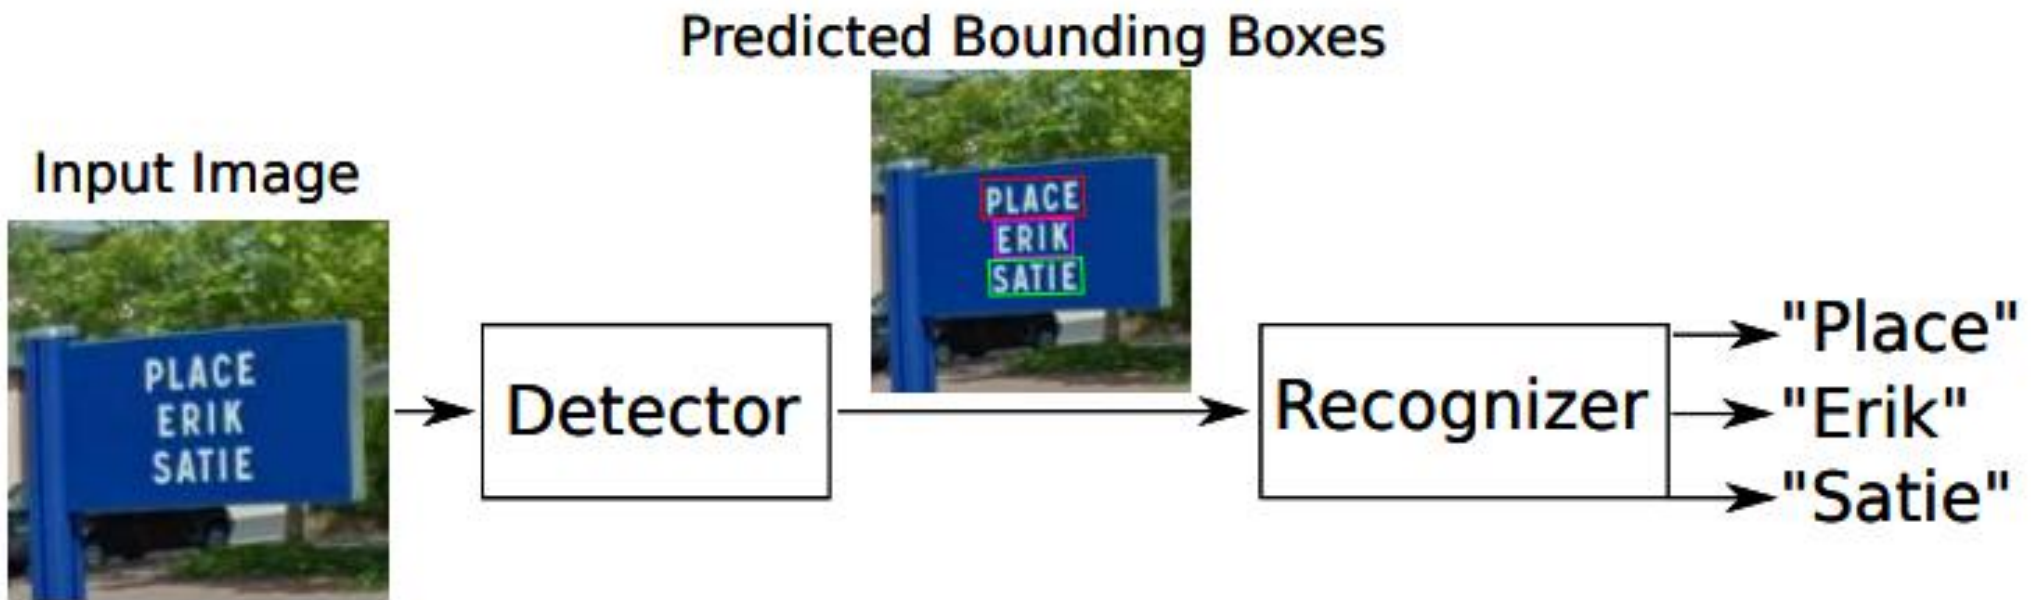 Predicted Bounding Boxes
Input Image
PLACE
ERIK
SATIE
Detector
PLACE
ERIK
SATIE
Recognizer
"Place"
"Erik"
"Satie"